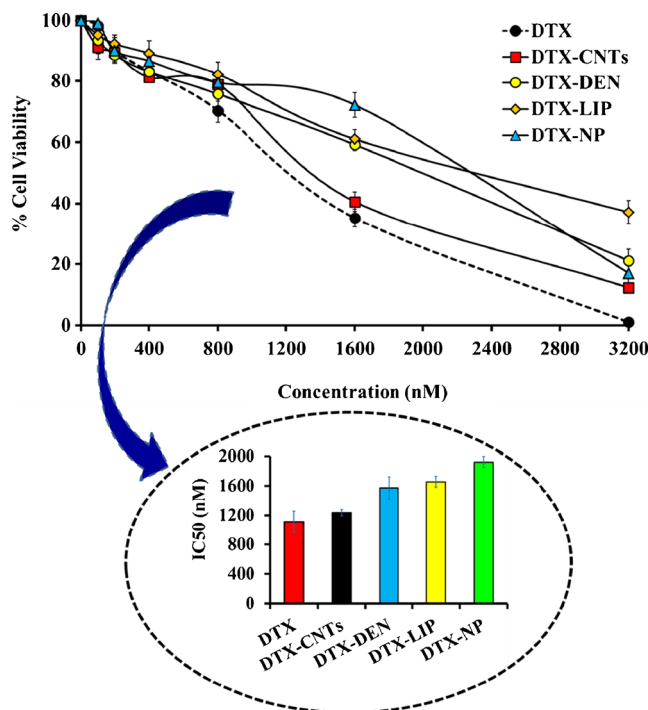 % Cell Viability
100
80
60
40
20
0
0
400
800
1200
1600
2000
2400
2800
3200
Concentration (nM)
DTX
DTX-CNTs
DTX-DEN
DTX-LIP
DTX-NP
IC50 (nM)
2000
1600
1200
800
400
0
DTX
DTX-CNTs
DTX-DEN
DTX-LIP
DTX-NP